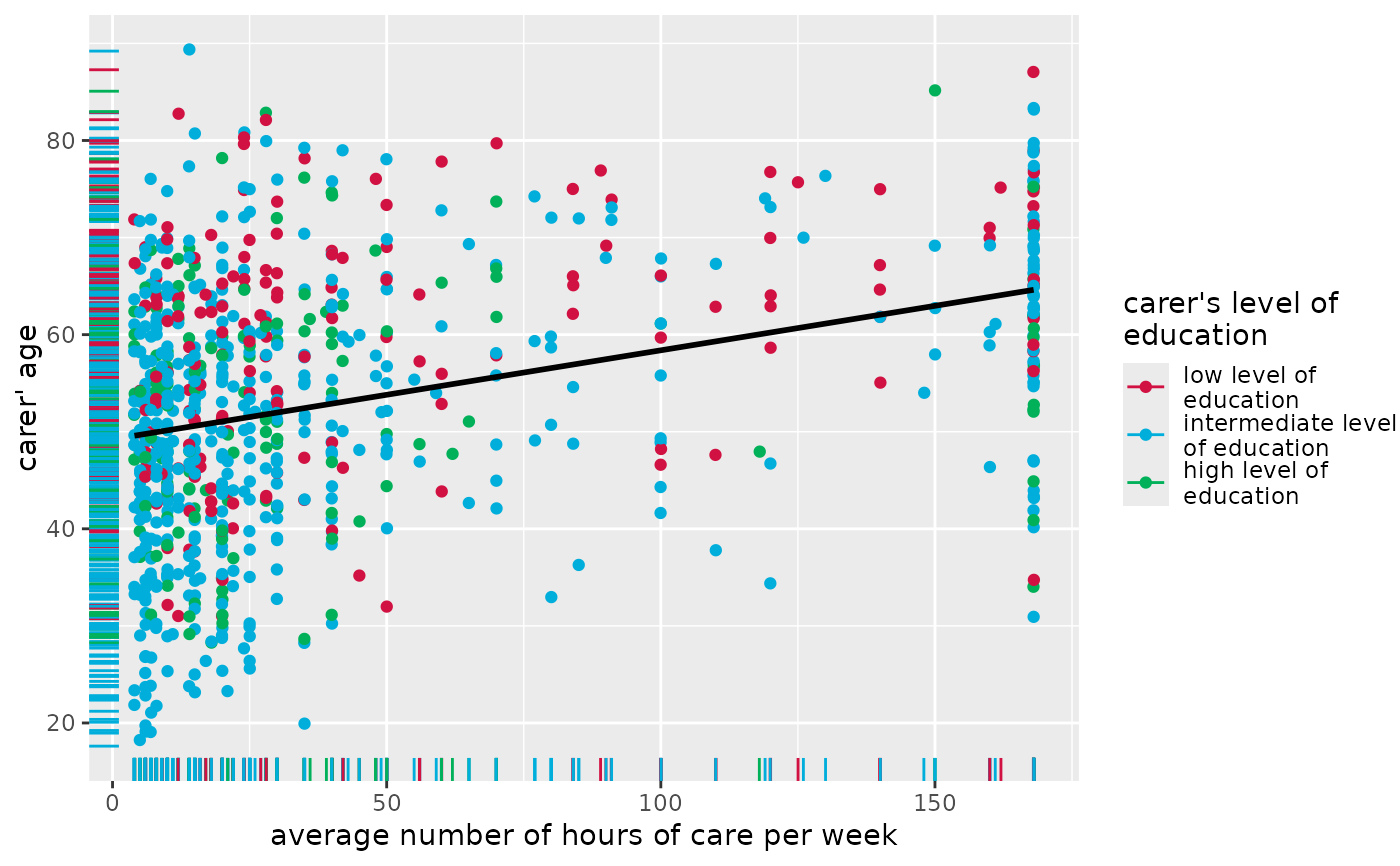 80
60
40
20
carer' age
0
50
100
150
average number of hours of care per week
carer's level of
education
low level of
education
intermediate level
of education
high level of
education